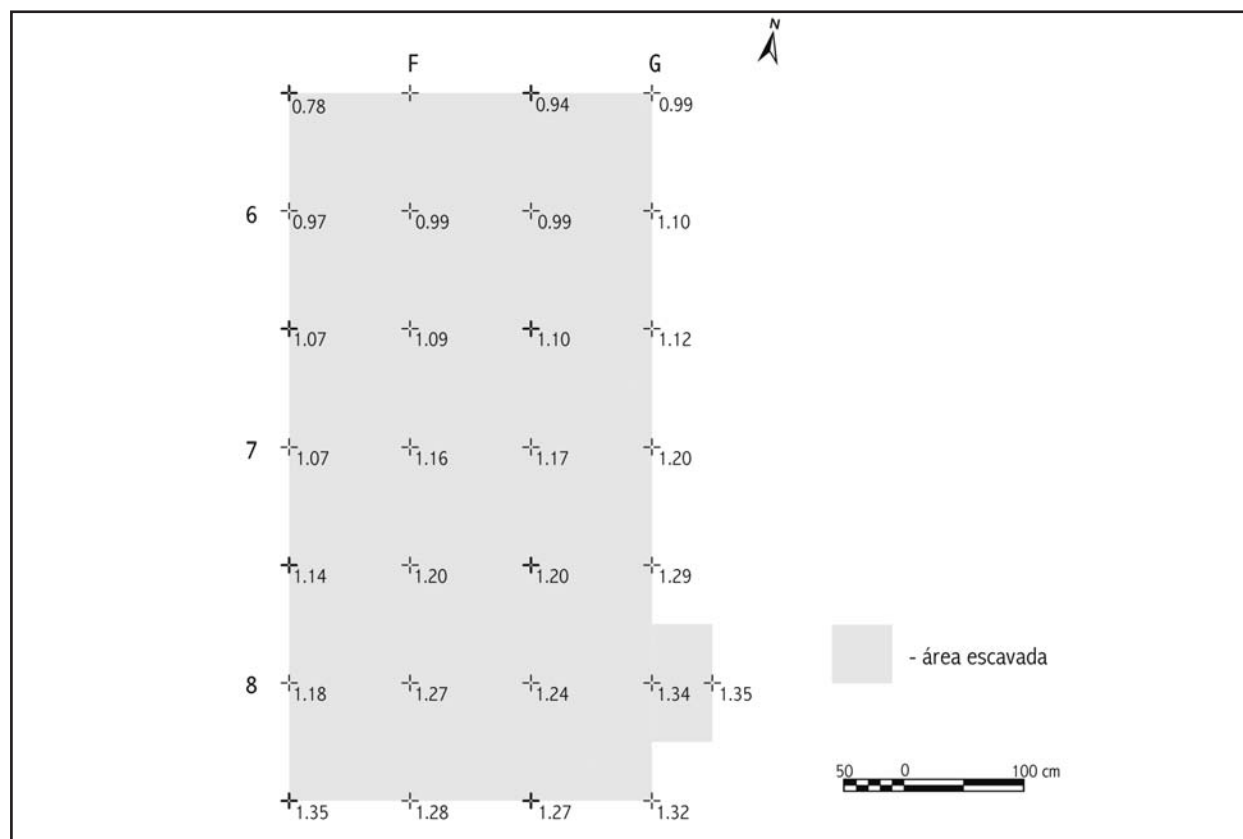 N
F G
0.78 0.94 0.99
6 0.97 0.99 0.99 1.10
1.07 1.09 1.10 1.12
7 1.07 1.16 1.17 1.20
1.14 1.20 1.20 1.29
- área escavada
8 1.18 1.27 1.24 1.34 1.35
50 0 100 cm
1.35 1.28 1.27 1.32